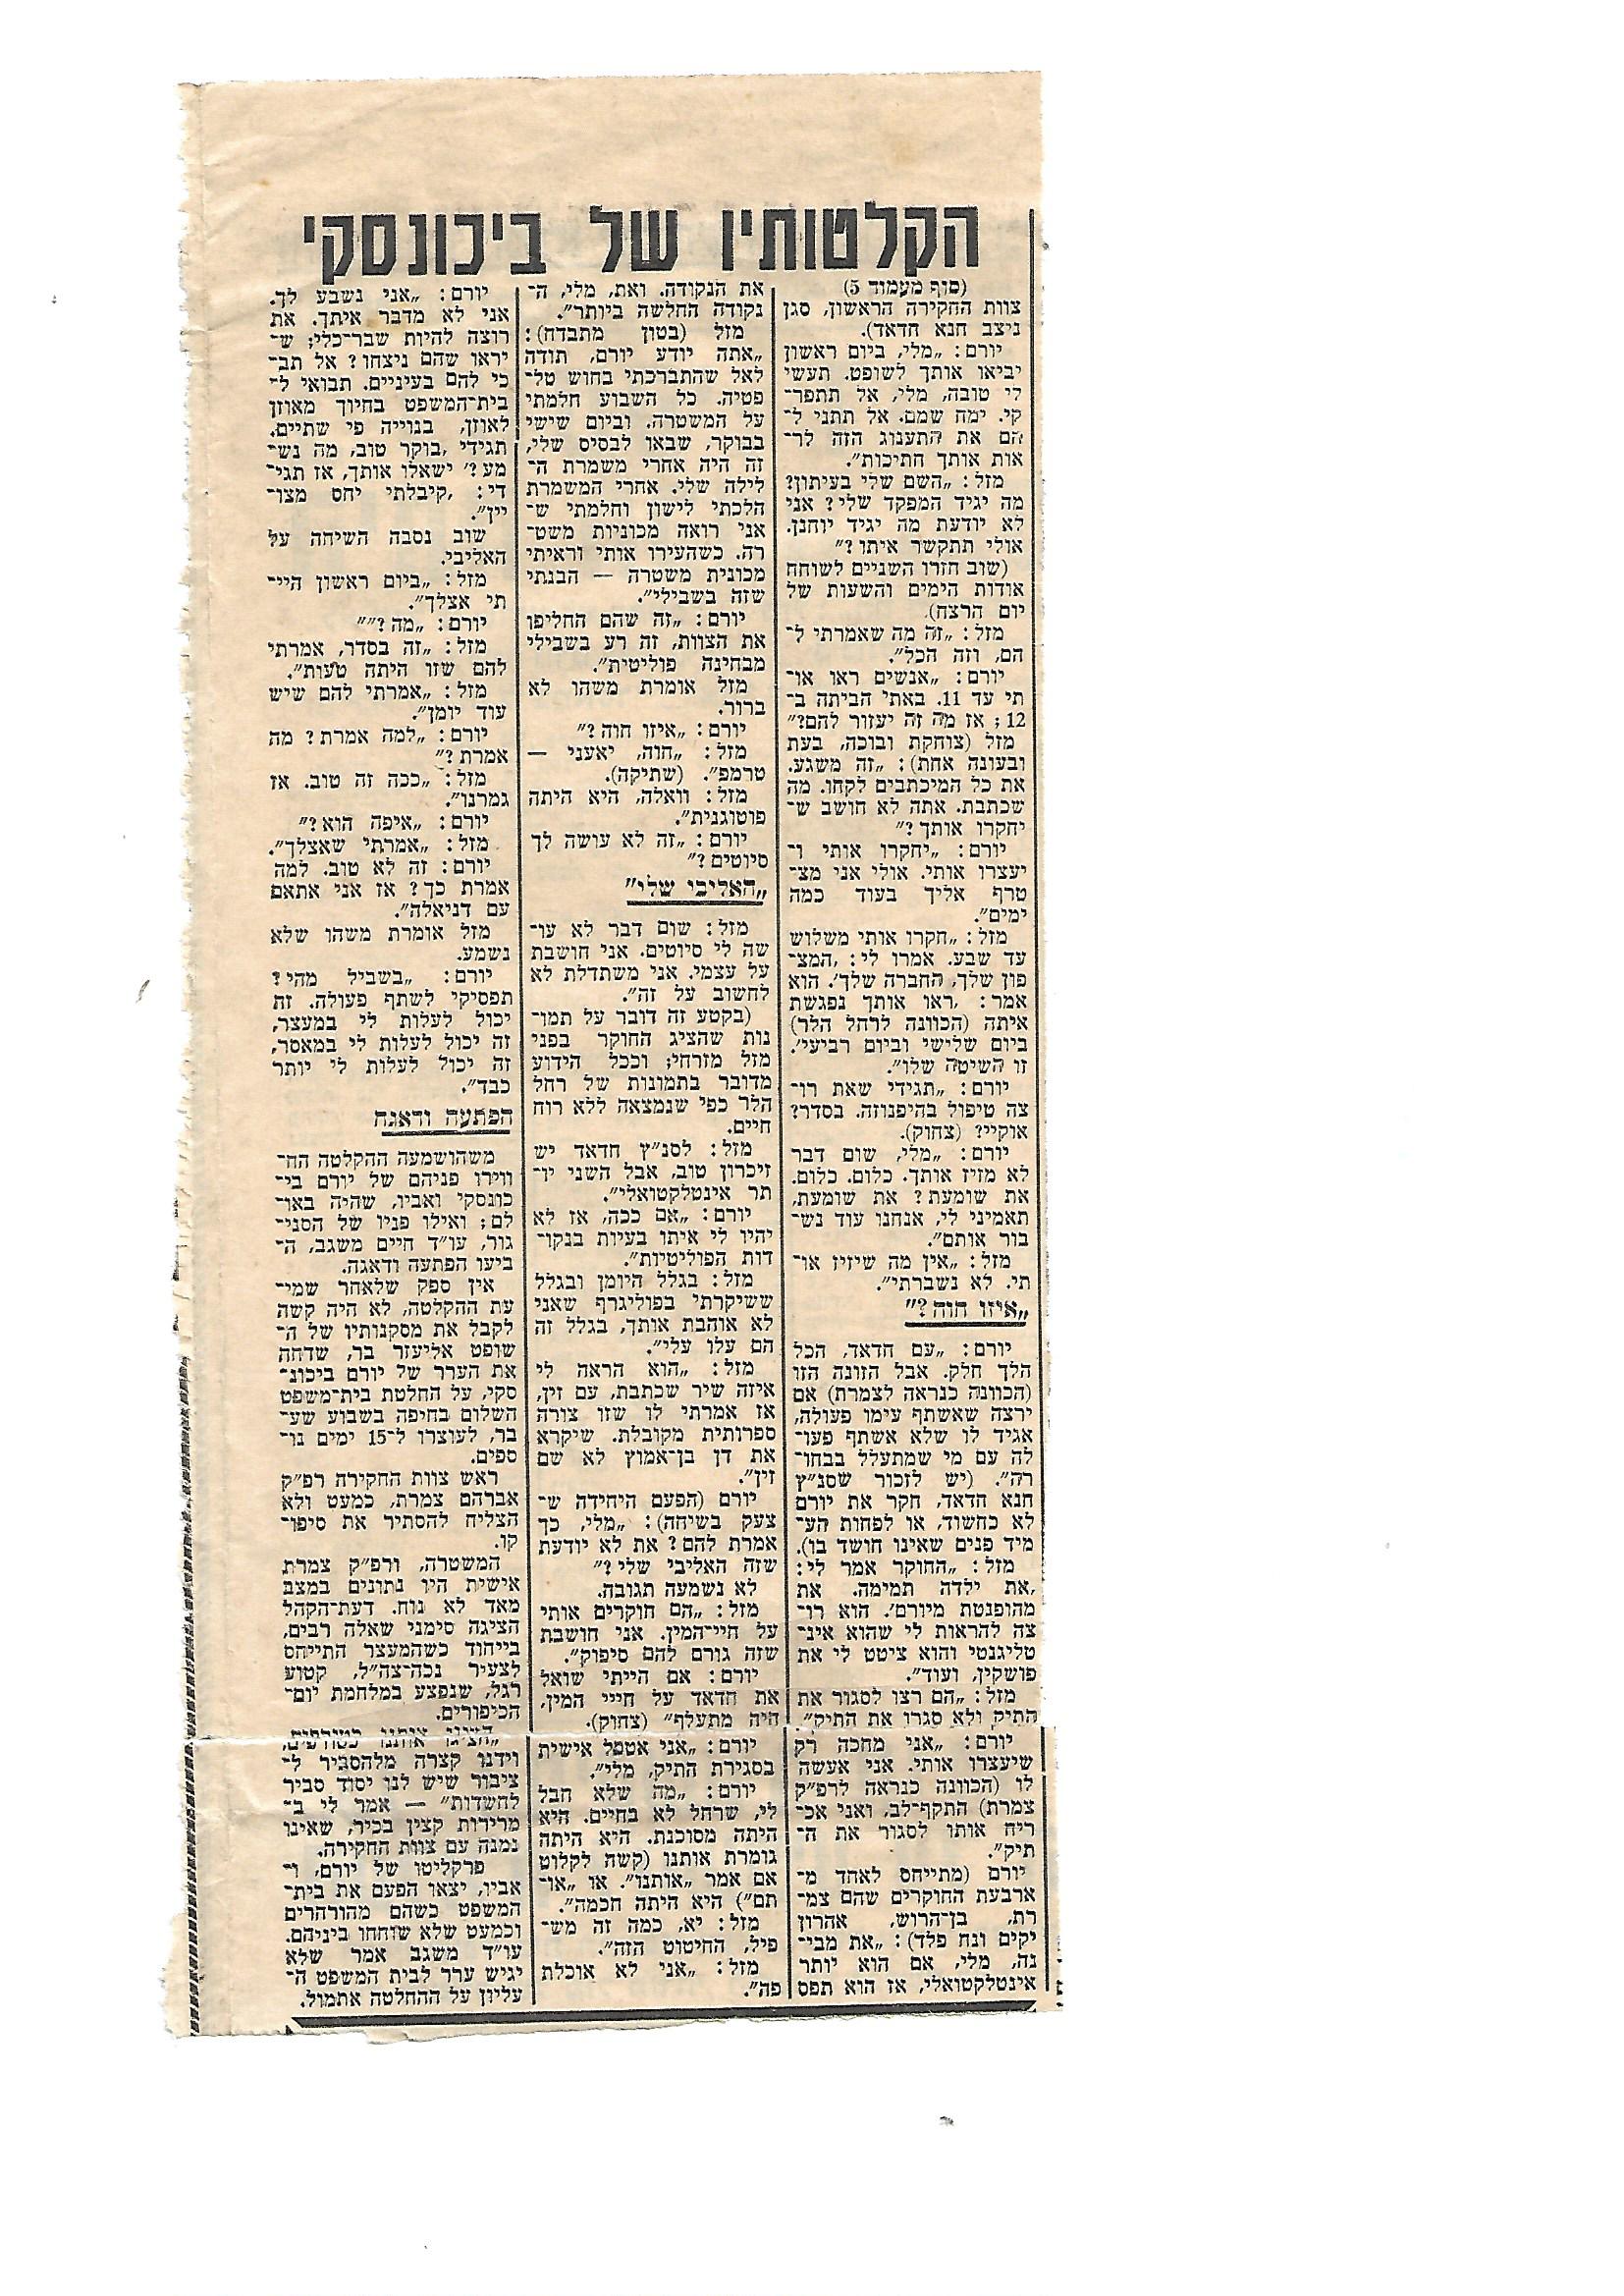 הקלטותיו של ביכונסקי
(סוף מעמוד 5)
צוות החקירה הראשון, סגן
ניצב חנא חדאד).
יורם: „מלי, ביום ראשון
יביאו אותך לשופט. תעשי
לי טובה, מלי, אל תתפר־
קי. ימח שמם. אל תתני ל־
הם את התענוג הזה לר־
אות אותך חתיכות".
מזל: „השם שלי בעיתון?
מה יגיד המפקד שלי? אני
לא יודעת מה יגיד יוחנן.
אולי תתקשר איתו?"
(שוב חזרו השניים לשוחח
אודות הימים והשעות של
יום הרצח).
מזל: „זה מה שאמרתי ל־
הם, וזה הכל".
יורם: „אנשים ראו או־
תי עד 11. באתי הביתה ב־
12; אז מה זה יעזור להם?"
מזל (צוחקת ובוכה, בעת
ובעונה אחת): „זה משגע.
את כל המיכתבים לקחו. מה
שכתבת. אתה לא חושב ש־
יחקרו אותך?"
יורם: „יחקרו אותי ו־
יעצרו אותי. אולי אני מצ־
טרף אליך בעוד כמה
ימים".
מזל: „חקרו אותי משלוש
עד שבע. אמרו לי: ,המצ־
פון שלך, החברה שלך'. הוא
אמר: ,ראו אותך נפגשת
איתה (הכוונה לרחל הלר)
ביום שלישי וביום רביעי'.
זו השיטה שלו".
יורם: „תגידי שאת רו־
צה טיפול בהיפנוזה. בסדר?
אוקיי? (צחוק).
יורם: „מלי, שום דבר
לא מזיז אותך. כלום. כלום.
את שומעת? את שומעת,
תאמיני לי, אנחנו עוד נש־
בור אותם".
מזל: „אין מה שיזיז או־
תי. לא נשברתי".
„איזו חוה?"
יורם: „עם חדאד, הכל
הלך חלק. אבל הזונה הזו
(הכוונה כנראה לצמרת) אם
ירצה שאשתף עימו פעולה,
אגיד לו שלא אשתף פעו־
לה עם מי שמתעלל בבחו־
רה". (יש לזכור שסנ"ץ
חנא חדאד, חקר את יורם
לא כחשוד, או לפחות הע־
מיד פנים שאינו חושד בו).
מזל: „החוקר אמר לי:
,את ילדה תמימה. את
מהופנטת מיורם'. הוא רו־
צה להראות לי שהוא אינ־
טליגנטי והוא ציטט לי את
פושקין, ועוד".
מזל: „הם רצו לסגור את
התיק ולא סגרו את התיק".
יורם: „אני מחכה רק
שיעצרו אותי. אני אעשה
לו (הכוונה כנראה לרפ"ק
צמרת) התקף־לב, ואני אכ־
ריח אותו לסגור את ה־
תיק".
יורם (מתייחס לאחד מ־
ארבעת החוקרים שהם צמ־
רת, בן־הרוש, אהרון
יקים ונח פלד): „את מבי־
נה, מלי, אם הוא יותר
אינטלקטואלי, אז הוא תפס
את הנקודה. ואת, מלי, ה־
נקודה החלשה ביותר".
מזל (בטון מתבדח):
„אתה יודע יורם, תודה
לאל שהתברכתי בחוש טל־
פטיה. כל השבוע חלמתי
על המשטרה. וביום שישי
בבוקר, שבאו לבסיס שלי,
זה היה אחרי משמרת ה־
לילה שלי. אחרי המשמרת
הלכתי לישון וחלמתי ש־
אני רואה מכוניות משט־
רה. כשהעירו אותי וראיתי
מכונית משטרה — הבנתי
שזה בשבילי".
יורם: „זה שהם החליפו
את הצוות, זה רע בשבילי
מבחינה פוליטית".
מזל אומרת משהו לא
ברור.
יורם: „איזו חוה?"
מזל: „חוה, יאעני —
טרמפ". (שתיקה).
מזל: וואלה, היא היתה
פוטוגנית".
יורם: „זה לא עושה לך
סיוטים?"
„האליבי שלי"
מזל: שום דבר לא עו־
שה לי סיוטים. אני חושבת
על עצמי. אני משתדלת לא
לחשוב על זה".
(בקטע זה דובר על תמו־
נות שהציג החוקר בפני
מזל מזרחי; וככל הידוע
מדובר בתמונות של רחל
הלר כפי שנמצאה ללא רוח
חיים.
מזל: לסנ"ץ חדאד יש
זיכרון טוב, אבל השני יו־
תר אינטלקטואלי".
יורם: „אם ככה, אז לא
יהיו לי איתו בעיות בנקו־
דות הפוליטיות".
מזל: בגלל היומן ובגלל
ששיקרתי בפוליגרף שאני
לא אוהבת אותך, בגלל זה
הם עלו עלי".
מזל: „הוא הראה לי
איזה שיר שכתבת, עם זין,
אז אמרתי לו שזו צורה
ספרותית מקובלת. שיקרא
את דן בן־אמוץ לא שם
זין".
יורם (הפעם היחידה ש־
צעק בשיחה): „מלי, כך
אמרת להם? את לא יודעת
שזה האליבי שלי?"
לא נשמעה תגובה.
מזל: „הם חוקרים אותי
על חיי־המין. אני חושבת
שזה גורם להם סיפוק".
יורם: אם הייתי שואל
את חדאד על חייי המין,
היה מתעלף" (צחוק).
יורם: „אני אטפל אישית
בסגירת התיק, מלי".
יורם: „מה שלא חבל
לי, שרחל לא בחיים. היא
היתה מסוכנת. היא היתה
גומרת אותנו (קשה לקלוט
אם אמר „אותנו". או „או־
תם") היא היתה חכמה".
מזל: יא, כמה זה מש־
פיל, החיטוט הזה".
מזל: „אני לא אוכלת
פה".
יורם: „אני נשבע לך.
אני לא מדבר איתך. את
רוצה להיות שבר־כלי; ש־
יראו שהם ניצחו? אל תב־
כי להם בעיניים. תבואי ל־
בית־המשפט בחיוך מאוזן
לאוזן, בנוייה פי שתיים.
תגידי ,בוקר טוב, מה נש־
מע?' ישאלו אותך, אז תגי־
די: ,קיבלתי יחס מצו־
יין".
שוב נסבה השיחה על
האליבי.
מזל: „ביום ראשון היי־
תי אצלך".
יורם: „מה?""
מזל: „זה בסדר, אמרתי
להם שזו היתה טעות".
מזל: „אמרתי להם שיש
עוד יומן".
יורם: „למה אמרת? מה
אמרת?"
מזל: „ככה זה טוב. אז
גמרנו".
יורם: „איפה הוא?"
מזל: „אמרתי שאצלך".
יורם: זה לא טוב. למה
אמרת כך? אז אני אתאם
עם דניאלה".
מזל אומרת משהו שלא
נשמע.
יורם: „בשביל מהי?
תפסיקי לשתף פעולה. זה
יכול לעלות לי במעצר,
זה יכול לעלות לי במאסר,
זה יכול לעלות לי יותר
כבד".
הפתעה ודאגה
משהושמעה ההקלטה הח־
ווירו פניהם של יורם בי־
כונסקי ואביו, שהיה באו־
לם; ואילו פניו של הסני־
גור, עו"ד חיים משגב, ה־
ביעו הפתעה ודאגה.
אין ספק שלאחר שמי־
עת ההקלטה, לא היה קשה
לקבל את מסקנותיו של ה־
שופט אליעזר בר, שדחה
את הערר של יורם ביכונ־
סקי, על החלטת בית־משפט
השלום בחיפה בשבוע שע־
בר, לעוצרו ל־15 ימים נו־
ספים.
ראש צוות החקירה רפ"ק
אברהם צמרת, כמעט ולא
הצליח להסתיר את סיפו־
קו.
המשטרה, ורפ"ק צמרת
אישית היו נתונים במצב
מאד לא נוח. דעת־הקהל
הציגה סימני שאלה רבים,
בייחוד כשהמעצר התייחס
לצעיר נכה־צה"ל, קטוע
רגל, שנפצע במלחמת יום־
הכיפורים.
„הציגו אותנו כטורפים,
וידנו קצרה מלהסביר ל־
ציבור שיש לנו יסוד סביר
לחשדות" — אמר לי ב־
מרירות קצין בכיר, שאינו
נמנה עם צוות החקירה.
פרקליטו של יורם, ו־
אביו, יצאו הפעם את בית־
המשפט כשהם מהורהרים
וכמעט שלא שוחחו ביניהם.
עו"ד משגב אמר שלא
יגיש ערר לבית המשפט ה־
עליון על ההחלטה אתמול.